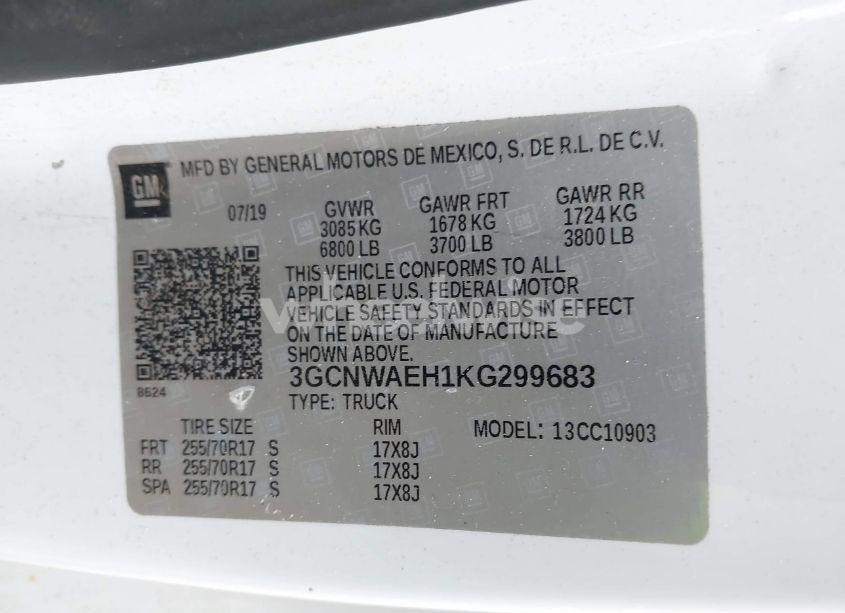 GM
MFD BY GENERAL MOTORS DE MEXICO, S. DE R.L. DE C.V.
07/19 GVWR GAWR FRT GAWR RR
3085 KG 1678 KG 1724 KG
6800 LB 3700 LB 3800 LB
THIS VEHICLE CONFORMS TO ALL
APPLICABLE U.S. FEDERAL MOTOR
VEHICLE SAFETY STANDARDS IN EFFECT
ON THE DATE OF MANUFACTURE
SHOWN ABOVE.
3GCNWAEH1KG299683
8624
TYPE: TRUCK
TIRE SIZE RIM MODEL: 13CC10903
FRT 255/70R17 S 17X8J
RR 255/70R17 S 17X8J
SPA 255/70R17 S 17X8J